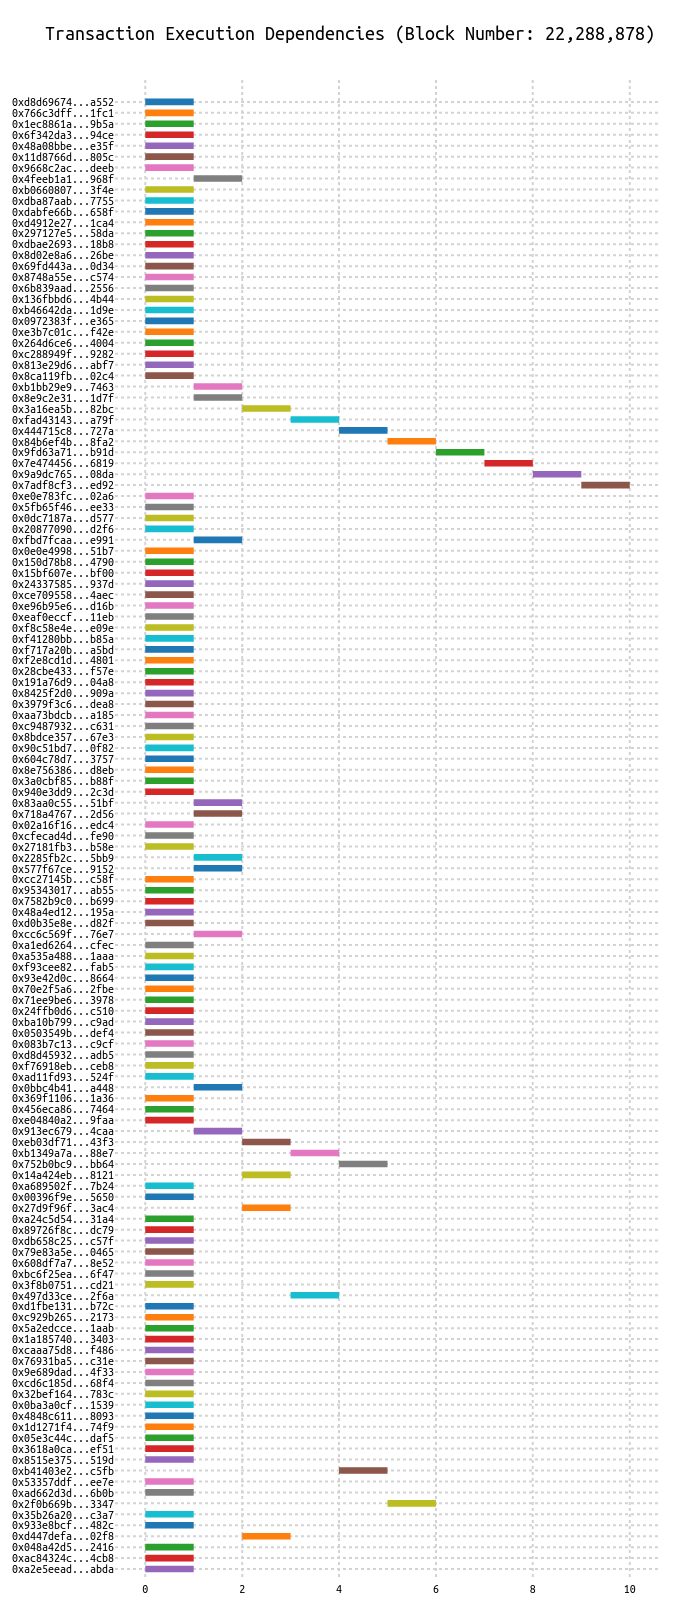 Transaction Execution Dependencies (Block Number: 22,288,878)
0xd8d69674...a552
0x766c3dff...1fc1
0x1ec8861a...9b5a
0x6f342da3...94ce
0x48a08bbe...e35f
0x11d8766d...805c
0x9668c2ac...deeb
0x4feeb1a1...968f
0xb0660807...3f4e
0xdba87aab...7755
0xdabfe66b...658f
0xd4912e27...1ca4
0x297127e5...58da
0xdbae2693...18b8
0x8d02e8a6...26be
0x69fd443a...0d34
0x8748a55e...c574
0x6b839aad...2556
0x136fbbd6...4b44
0xb46642da...1d9e
0x0972383f...e365
0xe3b7c01c...f42e
0x264d6ce6...4004
0xc288949f...9282
0x813e29d6...abf7
0x8ca119fb...02c4
0xb1bb29e9...7463
0x8e9c2e31...1d7f
0x3a16ea5b...82bc
0xfad43143...a79f
0x444715c8...727a
0x84b6ef4b...8fa2
0x9fd63a71...b91d
0x7e474456...6819
0x9a9dc765...08da
0x7adf8cf3...ed92
0xe0e783fc...02a6
0x5fb65f46...ee33
0x0dc7187a...d577
0x20877090...d2f6
0xfbd7fcaa...e991
0x0e0e4998...51b7
0x150d78b8...4790
0x15bf607e...bf00
0x24337585...937d
0xce709558...4aec
0xe96b95e6...d16b
0xeaf0eccf...11eb
0xf8c58e4e...e09e
0xf41280bb...b85a
0xf717a20b...a5bd
0xf2e8cd1d...4801
0x28cbe433...f57e
0x191a76d9...04a8
0x8425f2d0...909a
0x3979f3c6...dea8
0xaa73bdcb...a185
0xc9487932...c631
0x8bdce357...67e3
0x90c51bd7...0f82
0x604c78d7...3757
0x8e756386...d8eb
0x3a0cbf85...b88f
0x940e3dd9...2c3d
0x83aa0c55...51bf
0x718a4767...2d56
0x02a16f16...edc4
0xcfecad4d...fe90
0x27181fb3...b58e
0x2285fb2c...5bb9
0x577f67ce...9152
0xcc27145b...c58f
0x95343017...ab55
0x7582b9c0...b699
0x48a4ed12...195a
0xd0b35e8e...d82f
0xcc6c569f...76e7
0xa1ed6264...cfec
0xa535a488...1aaa
0xf93cee82...fab5
0x93e42d0c...8664
0x70e2f5a6...2fbe
0x71ee9be6...3978
0x24ffb0d6...c510
0xba10b799...c9ad
0x0503549b...def4
0x083b7c13...c9cf
0xd8d45932...adb5
0xf76918eb...ceb8
0xad11fd93...524f
0x0bbc4b41...a448
0x369f1106...1a36
0x456eca86...7464
0xe04840a2...9faa
0x913ec679...4caa
0xeb03df71...43f3
0xb1349a7a...88e7
0x752b0bc9...bb64
0x14a424eb...8121
0xa689502f...7b24
0x00396f9e...5650
0x27d9f96f...3ac4
0xa24c5d54...31a4
0x89726f8c...dc79
0xdb658c25...c57f
0x79e83a5e...0465
0x608df7a7...8e52
0xbc6f25ea...6f47
0x3f8b0751...cd21
0x497d33ce...2f6a
0xd1fbe131...b72c
0xc929b265...2173
0x5a2edcce...1aab
0x1a185740...3403
0xcaaa75d8...f486
0x76931ba5...c31e
0x9e689dad...4f33
0xcd6c185d...68f4
0x32bef164...783c
0x0ba3a0cf...1539
0x4848c611...8093
0x1d1271f4...74f9
0x05e3c44c...daf5
0x3618a0ca...ef51
0x8515e375...519d
0xb41403e2...c5fb
0x53357ddf...ee7e
0xad662d3d...6b0b
0x2f0b669b...3347
0x35b26a20...c3a7
0x933e8bcf...482c
0xd447defa...02f8
0x048a42d5...2416
0xac84324c...4cb8
0xa2e5eead...abda
0 2 4 6 8 10